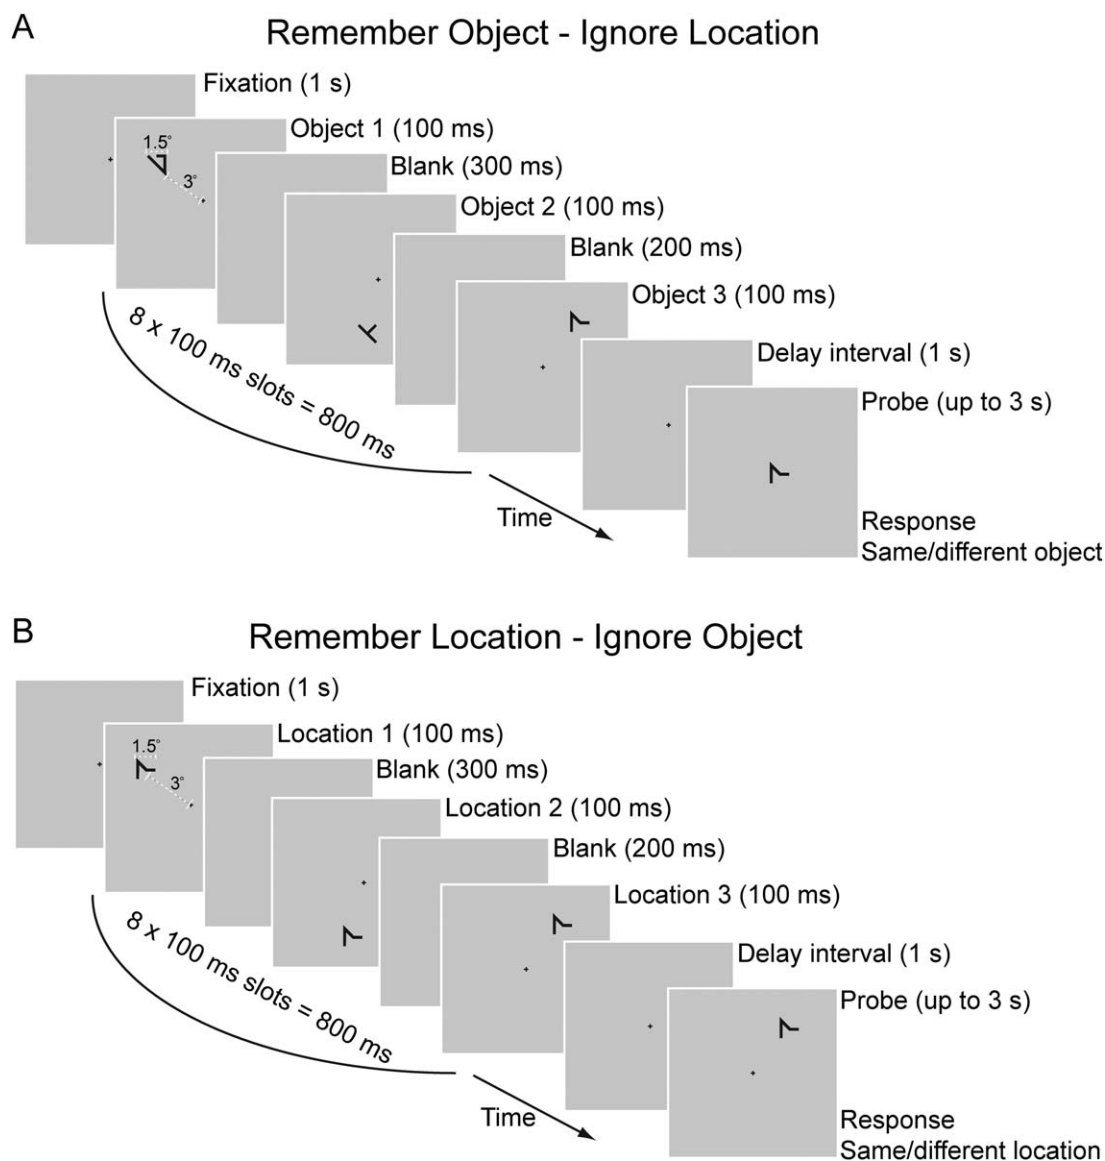 A
Remember Object - Ignore Location
Fixation (1 s)
Object 1 (100 ms)
1.5°
3°
Blank (300 ms)
Object 2 (100 ms)
Blank (200 ms)
Object 3 (100 ms)
Delay interval (1 s)
Probe (up to 3 s)
8 x 100 ms slots = 800 ms
Time
Response
Same/different object
B
Remember Location - Ignore Object
Fixation (1 s)
Location 1 (100 ms)
1.5°
3°
Blank (300 ms)
Location 2 (100 ms)
Blank (200 ms)
Location 3 (100 ms)
Delay interval (1 s)
Probe (up to 3 s)
8 x 100 ms slots = 800 ms
Time
Response
Same/different location